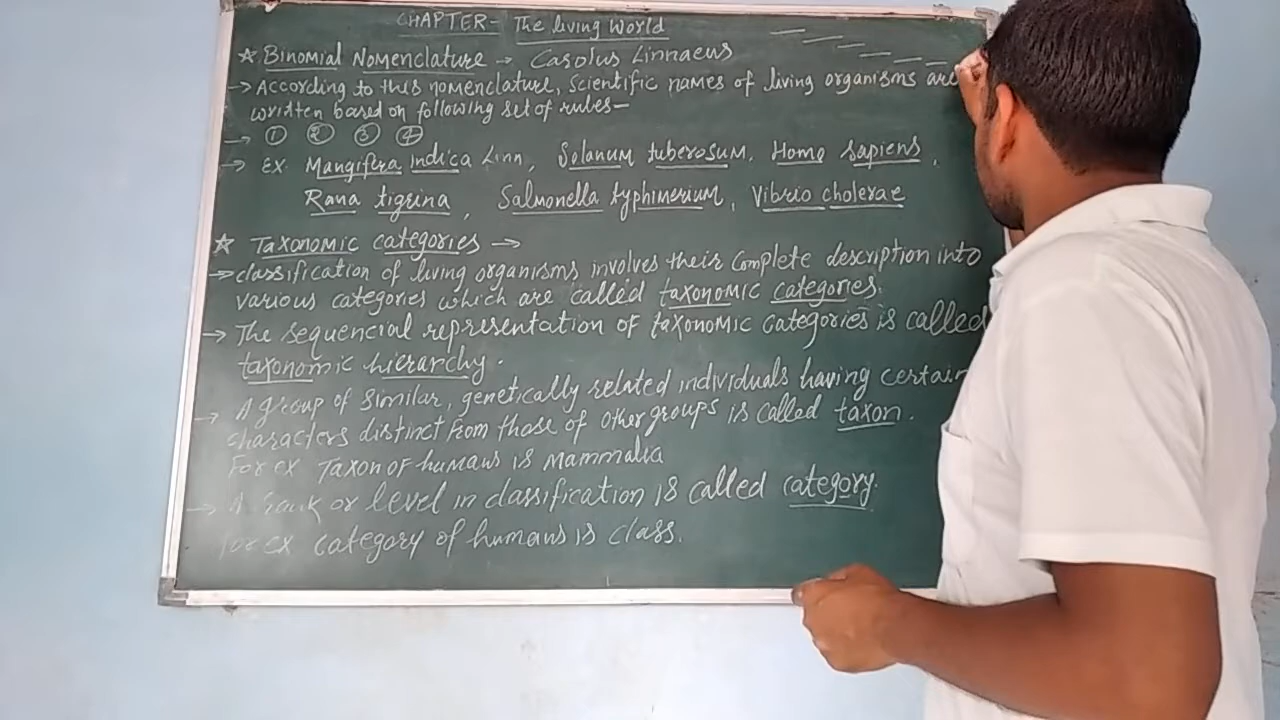 CHAPTER- The living World
☆ Binomial Nomenclature → Carolus Linnaeus
→ According to this nomenclature, scientific names of living organisms are
written based on following set of rules—
→ ① ② ③ ④
→ Ex. Mangifera indica Linn, Solanum tuberosum, Homo sapiens,
Rana tigrina, Salmonella typhimerium, Vibrio cholerae
☆ Taxonomic categories →
→ classification of living organisms involves their complete description into
various categories which are called taxonomic categories.
→ The sequencial representation of taxonomic categories is called
taxonomic hierarchy.
→ A group of similar, genetically related individuals having certain
characters distinct from those of other groups is called taxon.
For ex Taxon of humans is Mammalia
→ A rank or level in classification is called category.
for ex category of humans is class.